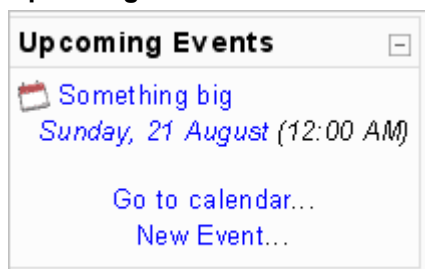 Upcoming Events
Something big
Sunday, 21 August (12:00 AM)
Go to calendar...
New Event...